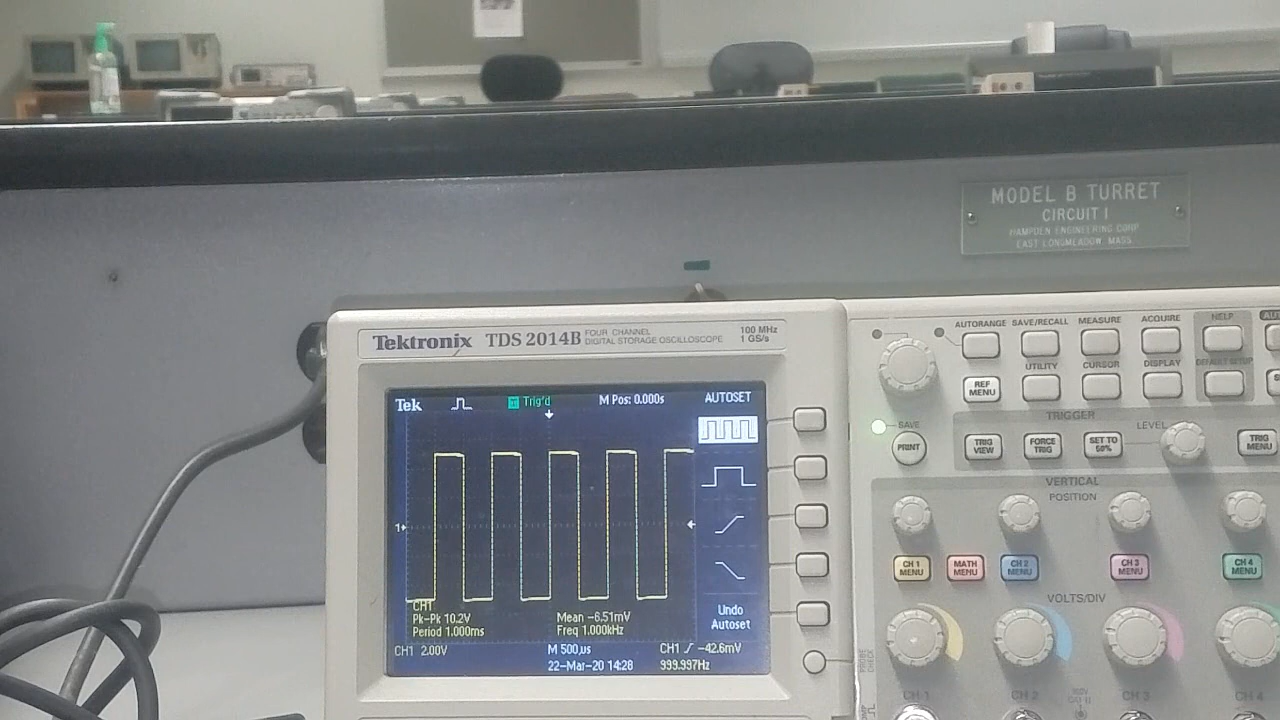 MODEL B TURRET
CIRCUIT I
HAMPDEN ENGINEERING CORP
EAST LONGMEADOW, MASS.
Tektronix TDS 2014B FOUR CHANNEL
DIGITAL STORAGE OSCILLOSCOPE
100 MHz
1 GS/s
Tek Trig'd M Pos: 0.000s AUTOSET
1
CH1
Pk-Pk 10.2V Mean -6.51mV
Period 1.000ms Freq 1.000kHz
Undo
Autoset
CH1 2.00V M 500µs CH1 -42.6mV
22-Mar-20 14:28 999.997Hz
AUTORANGE SAVE/RECALL MEASURE ACQUIRE HELP
UTILITY CURSOR DISPLAY DEFAULT SETUP
REF
MENU
SAVE
PRINT
TRIGGER
LEVEL
TRIG
VIEW
FORCE
TRIG
SET TO
50%
TRIG
MENU
VERTICAL
POSITION
CH 1
MENU
MATH
MENU
CH 2
MENU
CH 3
MENU
CH 4
MENU
VOLTS/DIV
PROBE
CHECK
CH 1 CH 2 CH 3 CH 4